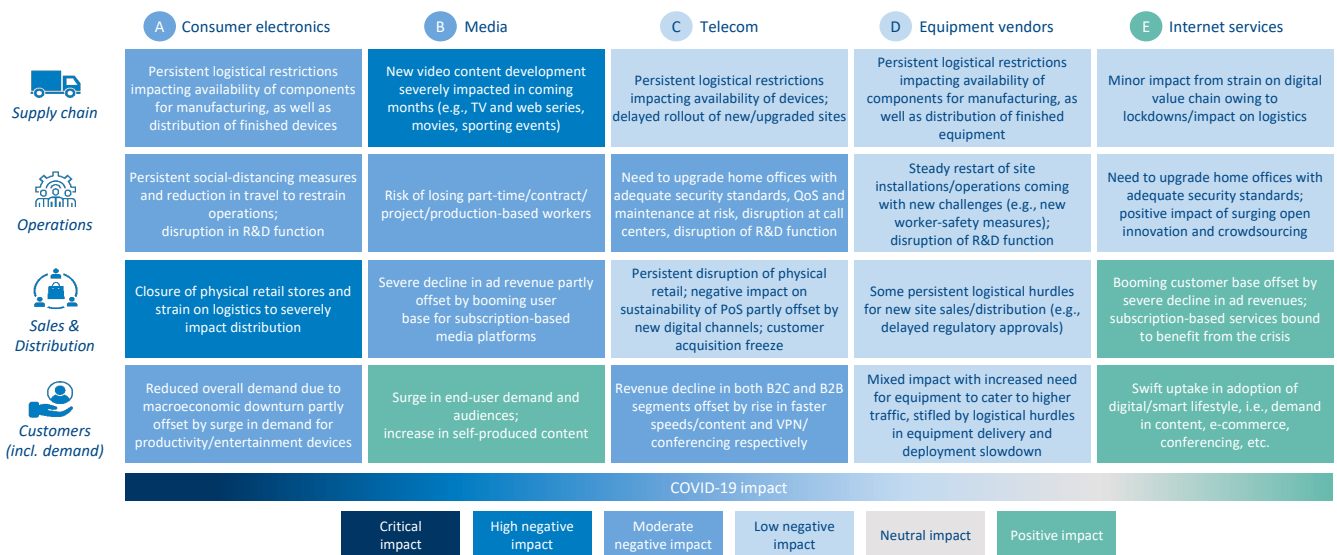 A Consumer electronics
B Media
C Telecom
D Equipment vendors
E Internet services
Supply chain
Persistent logistical restrictions
impacting availability of components
for manufacturing, as well as
distribution of finished devices
New video content development
severely impacted in coming
months (e.g., TV and web series,
movies, sporting events)
Persistent logistical restrictions
impacting availability of devices;
delayed rollout of new/upgraded sites
Persistent logistical restrictions
impacting availability of
components for manufacturing, as
well as distribution of finished
equipment
Minor impact from strain on digital
value chain owing to
lockdowns/impact on logistics
Operations
Persistent social-distancing measures
and reduction in travel to restrain
operations;
disruption in R&D function
Risk of losing part-time/contract/
project/production-based workers
Need to upgrade home offices with
adequate security standards, QoS and
maintenance at risk, disruption at call
centers, disruption of R&D function
Steady restart of site
installations/operations coming
with new challenges (e.g., new
worker-safety measures);
disruption of R&D function
Need to upgrade home offices with
adequate security standards;
positive impact of surging open
innovation and crowdsourcing
Sales &
Distribution
Closure of physical retail stores and
strain on logistics to severely
impact distribution
Severe decline in ad revenue partly
offset by booming user
base for subscription-based
media platforms
Persistent disruption of physical
retail; negative impact on
sustainability of PoS partly offset by
new digital channels; customer
acquisition freeze
Some persistent logistical hurdles
for new site sales/distribution (e.g.,
delayed regulatory approvals)
Booming customer base offset by
severe decline in ad revenues;
subscription-based services bound
to benefit from the crisis
Customers
(incl. demand)
Reduced overall demand due to
macroeconomic downturn partly
offset by surge in demand for
productivity/entertainment devices
Surge in end-user demand and
audiences;
increase in self-produced content
Revenue decline in both B2C and B2B
segments offset by rise in faster
speeds/content and VPN/
conferencing respectively
Mixed impact with increased need
for equipment to cater to higher
traffic, stifled by logistical hurdles
in equipment delivery and
deployment slowdown
Swift uptake in adoption of
digital/smart lifestyle, i.e., demand
in content, e-commerce,
conferencing, etc.
COVID-19 impact
Critical
impact
High negative
impact
Moderate
negative impact
Low negative
impact
Neutral impact
Positive impact